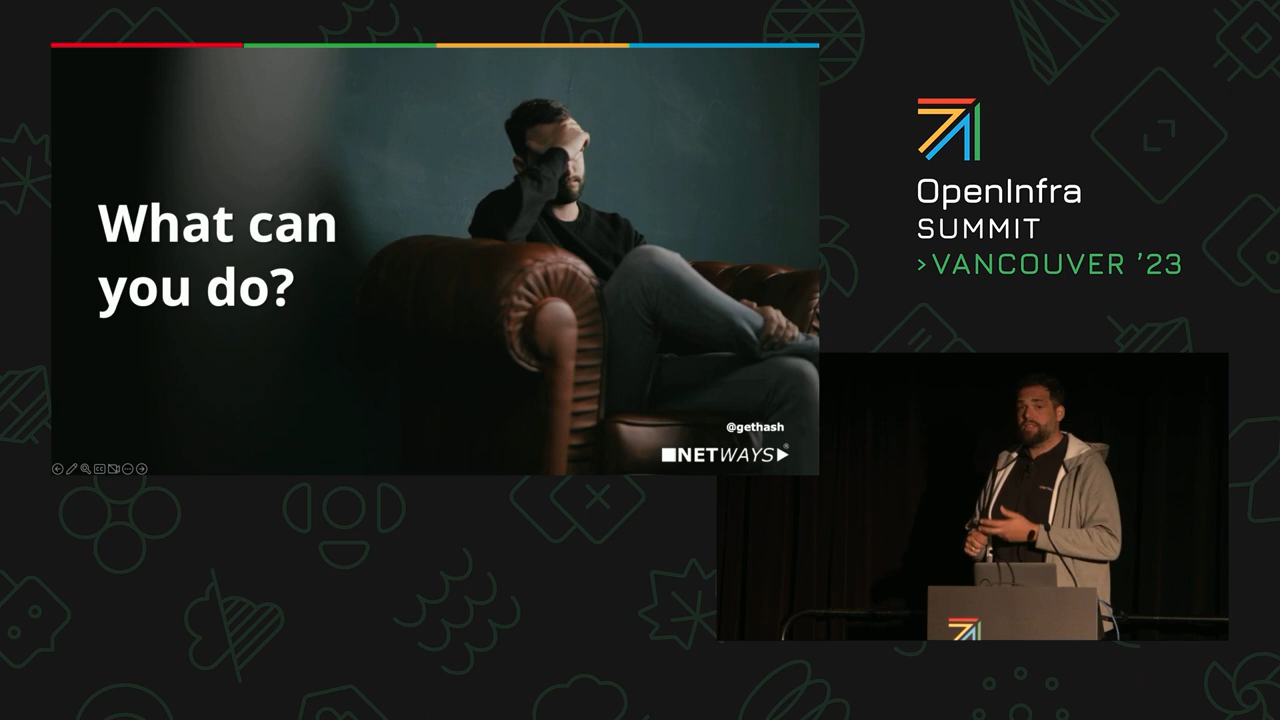 What can
you do?
@gethash
NETWAYS®
OpenInfra
SUMMIT
>VANCOUVER ’23